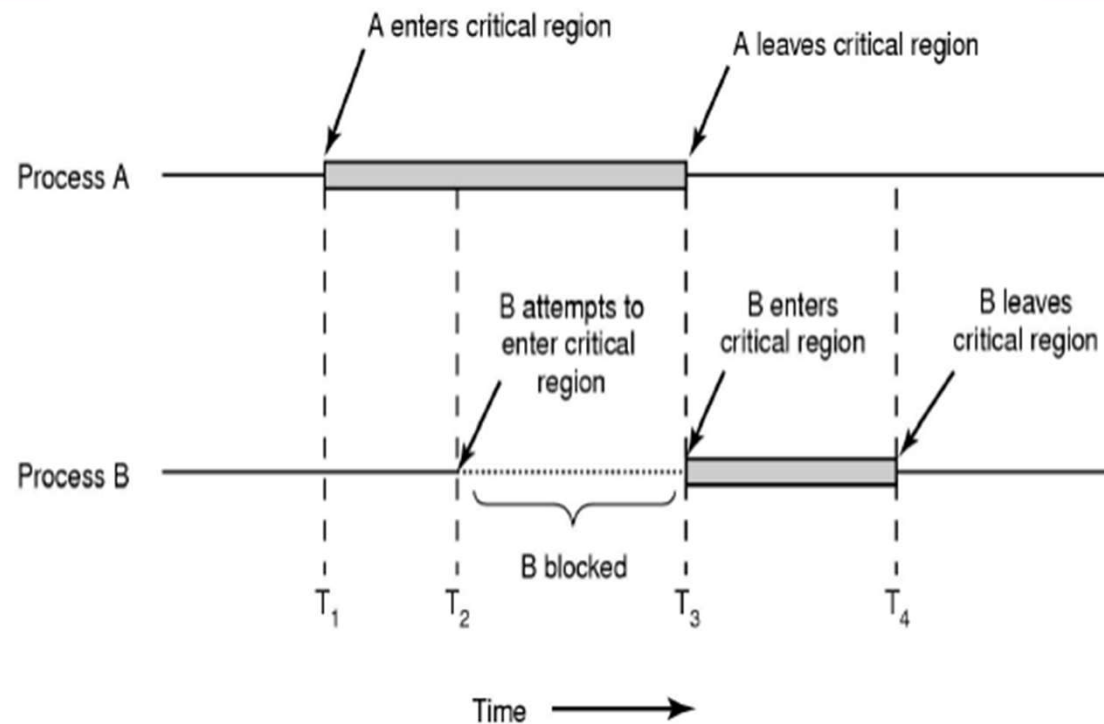 A enters critical region
A leaves critical region
Process A
B attempts to
enter critical
region
B enters
critical region
B leaves
critical region
Process B
B blocked
T1
T2
T3
T4
Time